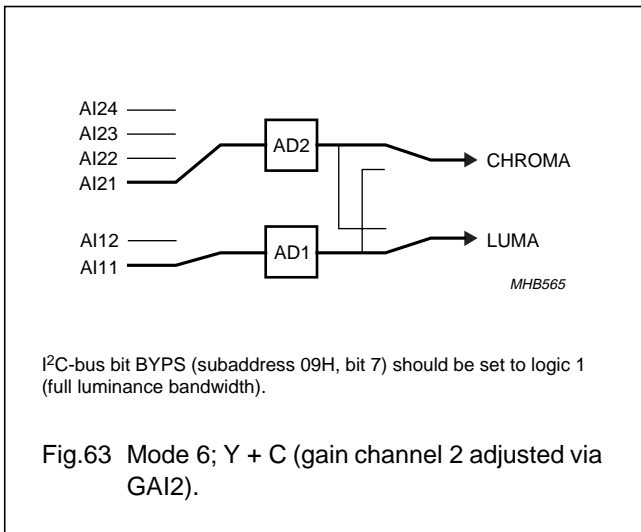 AI24
AI23
AI22
AI21
AD2
CHROMA
AI12
AI11
AD1
LUMA
MHB565
I²C-bus bit BYPS (subaddress 09H, bit 7) should be set to logic 1
(full luminance bandwidth).
Fig.63 Mode 6; Y + C (gain channel 2 adjusted via
GAI2).